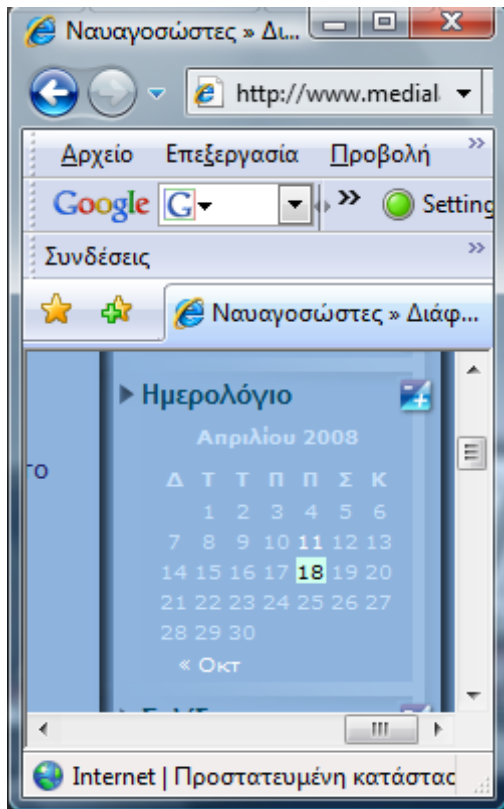 Ναυαγοσώστες » Δι...
http://www.medial
Αρχείο Επεξεργασία Προβολή »
Google G » Setting
Συνδέσεις »
Ναυαγοσώστες » Διάφ...
Ημερολόγιο
το
Απριλίου 2008
Δ Τ Τ Π Π Σ Κ
1 2 3 4 5 6
7 8 9 10 11 12 13
14 15 16 17 18 19 20
21 22 23 24 25 26 27
28 29 30
« Οκτ
Internet | Προστατευμένη κατάστας